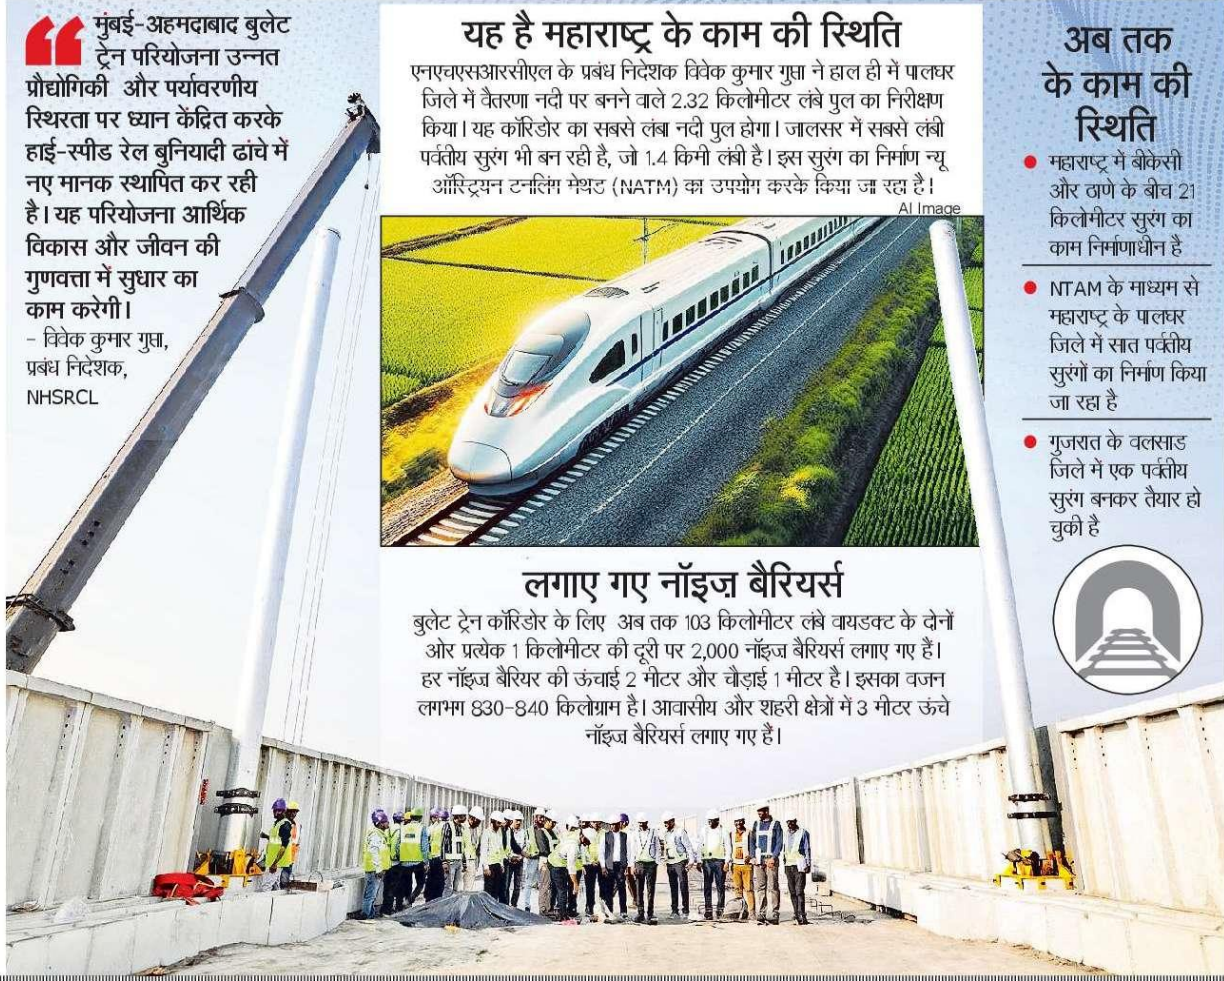 मुंबई-अहमदाबाद बुलेट
ट्रेन परियोजना उन्नत
प्रौद्योगिकी और पर्यावरणीय
स्थिरता पर ध्यान केंद्रित करके
हाई-स्पीड रेल बुनियादी ढांचे में
नए मानक स्थापित कर रही
है। यह परियोजना आर्थिक
विकास और जीवन की
गुणवत्ता में सुधार का
काम करेगी।
- विवेक कुमार गुप्ता,
प्रबंध निदेशक,
NHSRCL
यह है महाराष्ट्र के काम की स्थिति
एनएचएसआरसीएल के प्रबंध निदेशक विवेक कुमार गुप्ता ने हाल ही में पालघर
जिले में वैतरणा नदी पर बनने वाले 2.32 किलोमीटर लंबे पुल का निरीक्षण
किया। यह कॉरिडोर का सबसे लंबा नदी पुल होगा। जालसर में सबसे लंबी
पर्वतीय सुरंग भी बन रही है, जो 1.4 किमी लंबी है। इस सुरंग का निर्माण न्यू
ऑस्ट्रियन टनलिंग मेथड (NATM) का उपयोग करके किया जा रहा है।
AI Image
लगाए गए नॉइज़ बैरियर्स
बुलेट ट्रेन कॉरिडोर के लिए अब तक 103 किलोमीटर लंबे वायडक्ट के दोनों
ओर प्रत्येक 1 किलोमीटर की दूरी पर 2,000 नॉइज बैरियर्स लगाए गए हैं।
हर नॉइज बैरियर की ऊंचाई 2 मीटर और चौड़ाई 1 मीटर है। इसका वजन
लगभग 830-840 किलोग्राम है। आवासीय और शहरी क्षेत्रों में 3 मीटर ऊंचे
नॉइज बैरियर्स लगाए गए हैं।
अब तक
के काम की
स्थिति
● महाराष्ट्र में बीकेसी
और ठाणे के बीच 21
किलोमीटर सुरंग का
काम निर्माणाधीन है
● NTAM के माध्यम से
महाराष्ट्र के पालघर
जिले में सात पर्वतीय
सुरंगों का निर्माण किया
जा रहा है
● गुजरात के वलसाड
जिले में एक पर्वतीय
सुरंग बनकर तैयार हो
चुकी है